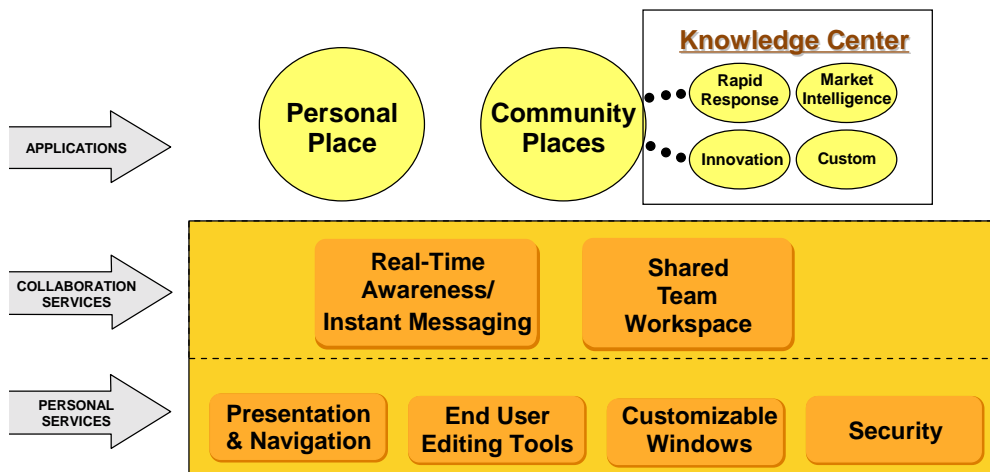 Knowledge Center
Personal
Place
Community
Places
Rapid
Response
Market
Intelligence
Innovation
Custom
APPLICATIONS
Real-Time
Awareness/
Instant Messaging
Shared
Team
Workspace
COLLABORATION
SERVICES
Presentation
& Navigation
End User
Editing Tools
Customizable
Windows
Security
PERSONAL
SERVICES